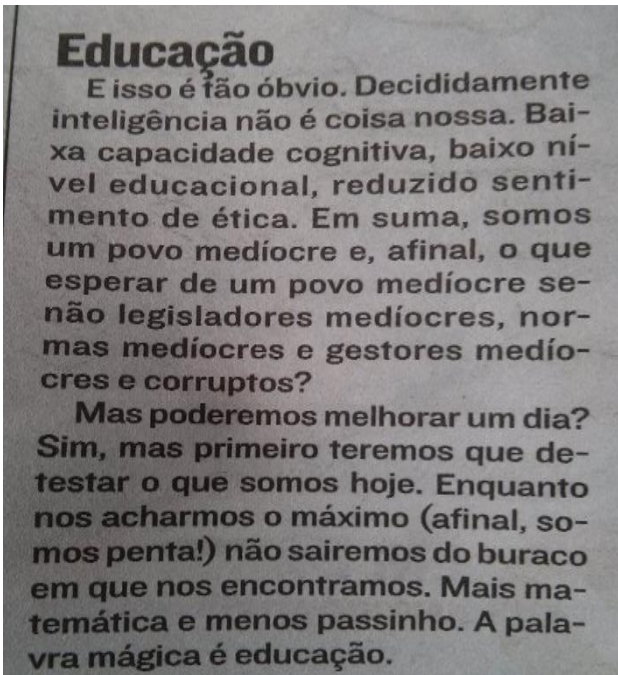 Educação
E isso é tão óbvio. Decididamente
inteligência não é coisa nossa. Bai-
xa capacidade cognitiva, baixo ní-
vel educacional, reduzido senti-
mento de ética. Em suma, somos
um povo medíocre e, afinal, o que
esperar de um povo medíocre se-
não legisladores medíocres, nor-
mas medíocres e gestores medío-
cres e corruptos?
Mas poderemos melhorar um dia?
Sim, mas primeiro teremos que de-
testar o que somos hoje. Enquanto
nos acharmos o máximo (afinal, so-
mos penta!) não sairemos do buraco
em que nos encontramos. Mais ma-
temática e menos passinho. A pala-
vra mágica é educação.